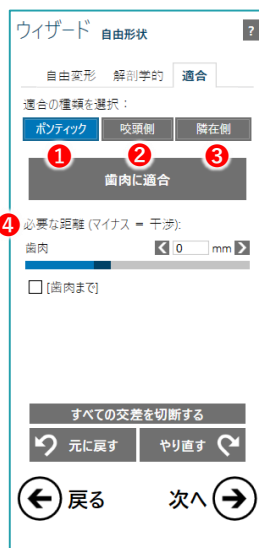 ウィザード 自由形状 ?
自由変形 解剖学的 適合
適合の種類を選択：
ポンティック 咬頭側 隣在側
1 2 3
歯肉に適合
4 必要な距離 (マイナス = 干渉):
歯肉 0 mm
[歯肉まで]
すべての交差を切断する
元に戻す やり直す
戻る 次へ